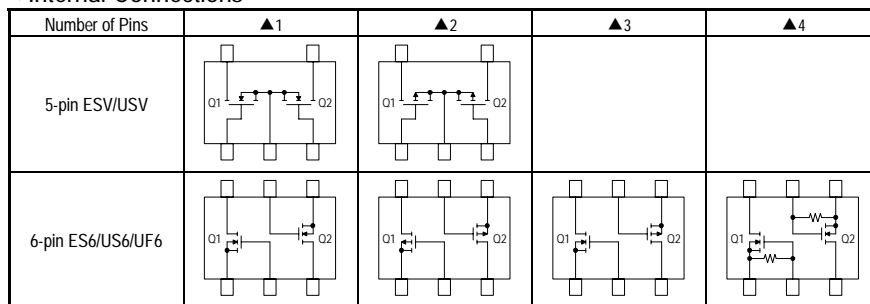 Internal Connections
Number of Pins ▲1 ▲2 ▲3 ▲4
5-pin ESV/USV
Q1 Q2 Q1 Q2
6-pin ES6/US6/UF6
Q1 Q2 Q1 Q2 Q1 Q2 Q1 Q2